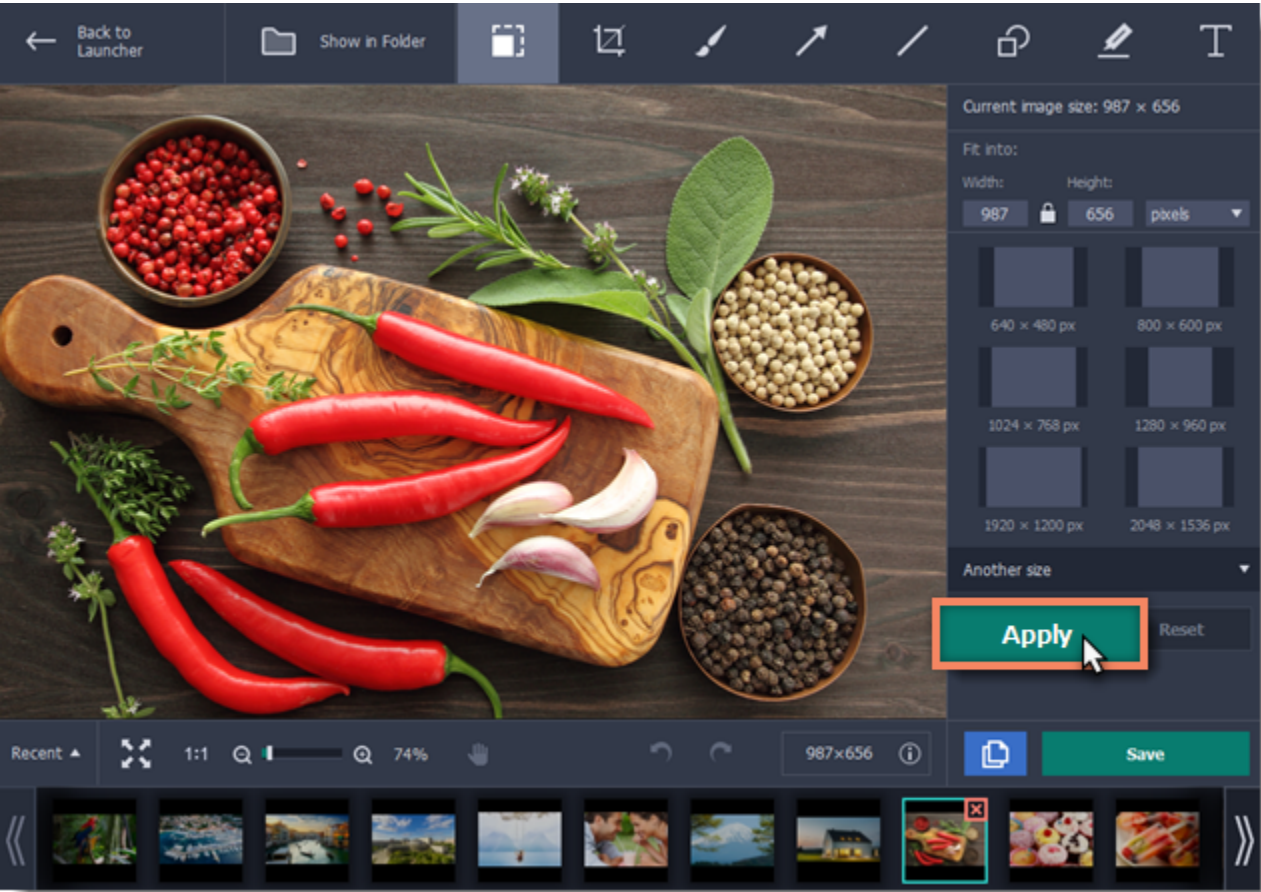 Back to
Launcher
Show in Folder
T
Current image size: 987 × 656
Fit into:
Width: Height:
987 656 pixels
640 × 480 px 800 × 600 px
1024 × 768 px 1280 × 960 px
1920 × 1200 px 2048 × 1536 px
Another size
Apply Reset
Recent 1:1 74% 987×656 Save